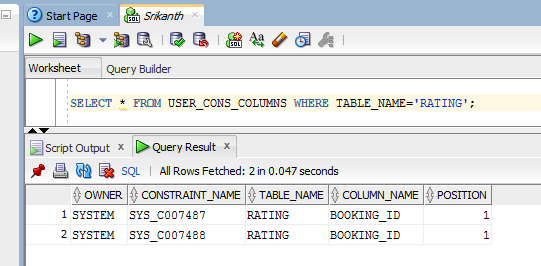 Start Page Srikanth
SQL
Worksheet Query Builder
SELECT * FROM USER_CONS_COLUMNS WHERE TABLE_NAME='RATING';
Script Output x Query Result x
SQL | All Rows Fetched: 2 in 0.047 seconds
OWNER CONSTRAINT_NAME TABLE_NAME COLUMN_NAME POSITION
1 SYSTEM SYS_C007487 RATING BOOKING_ID 1
2 SYSTEM SYS_C007488 RATING BOOKING_ID 1